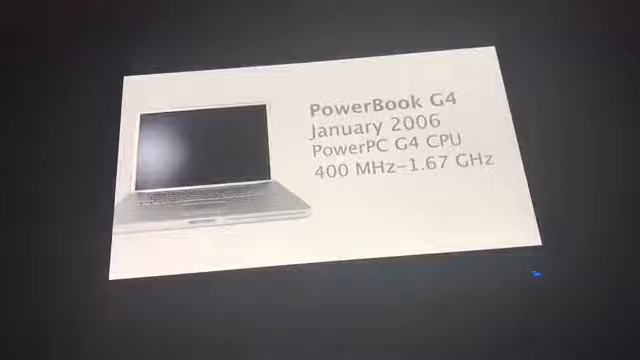 PowerBook G4
January 2006
PowerPC G4 CPU
400 MHz–1.67 GHz